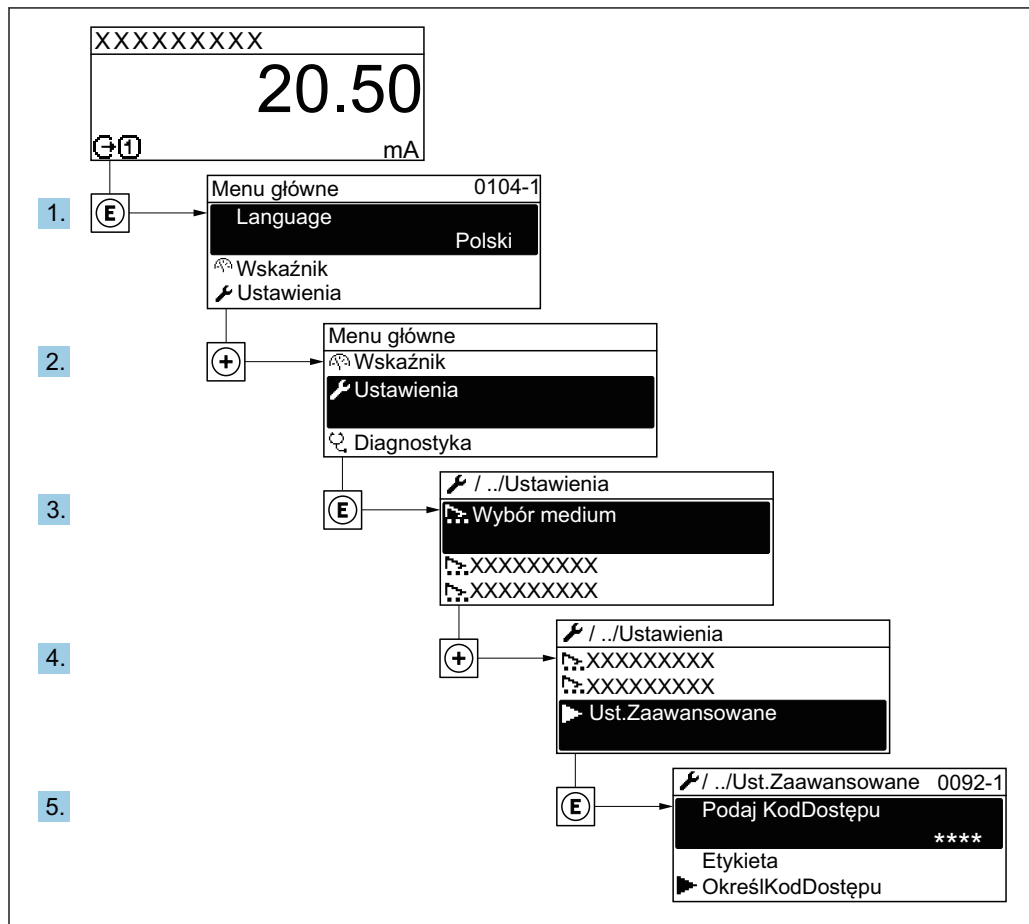 XXXXXXXXX
20.50
1
mA
1.
E
Menu główne 0104-1
Language
Polski
Wskaźnik
Ustawienia
2.
+
Menu główne
Wskaźnik
Ustawienia
Diagnostyka
3.
E
/ ../Ustawienia
Wybór medium
XXXXXXXXX
XXXXXXXXX
4.
+
/ ../Ustawienia
XXXXXXXXX
XXXXXXXXX
Ust.Zaawansowane
5.
E
/ ../Ust.Zaawansowane 0092-1
Podaj KodDostępu
****
Etykieta
OkreślKodDostępu